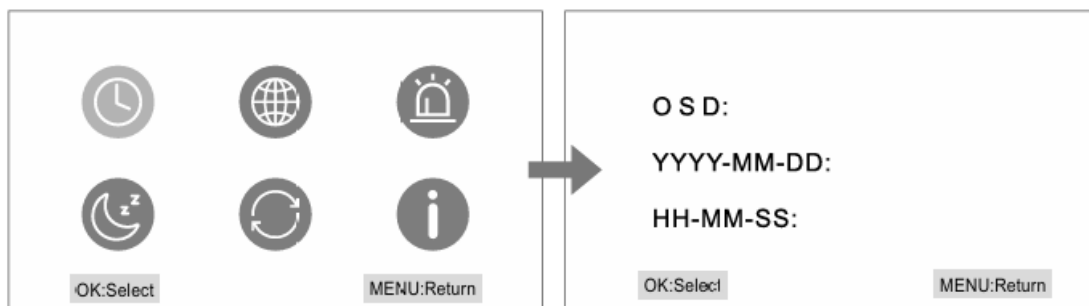 z z z
OK:Select MENU:Return
O S D:
YYYY-MM-DD:
HH-MM-SS:
OK:Select MENU:Return